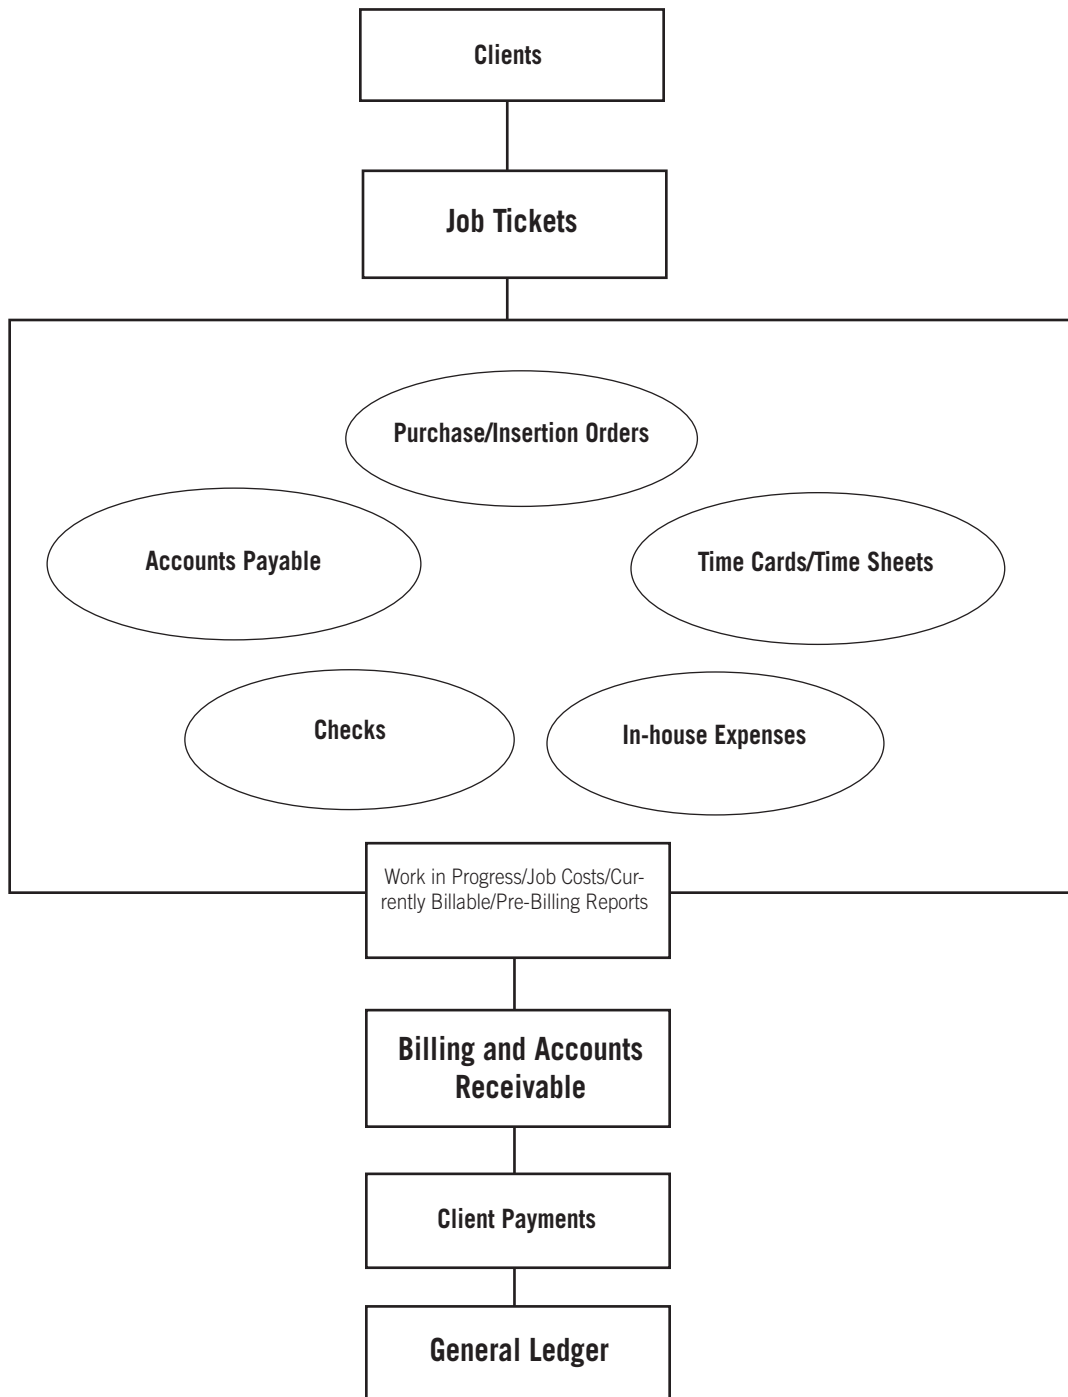 Clients
Job Tickets
Purchase/Insertion Orders
Accounts Payable
Time Cards/Time Sheets
Checks
In-house Expenses
Work in Progress/Job Costs/Cur-
rently Billable/Pre-Billing Reports
Billing and Accounts
Receivable
Client Payments
General Ledger